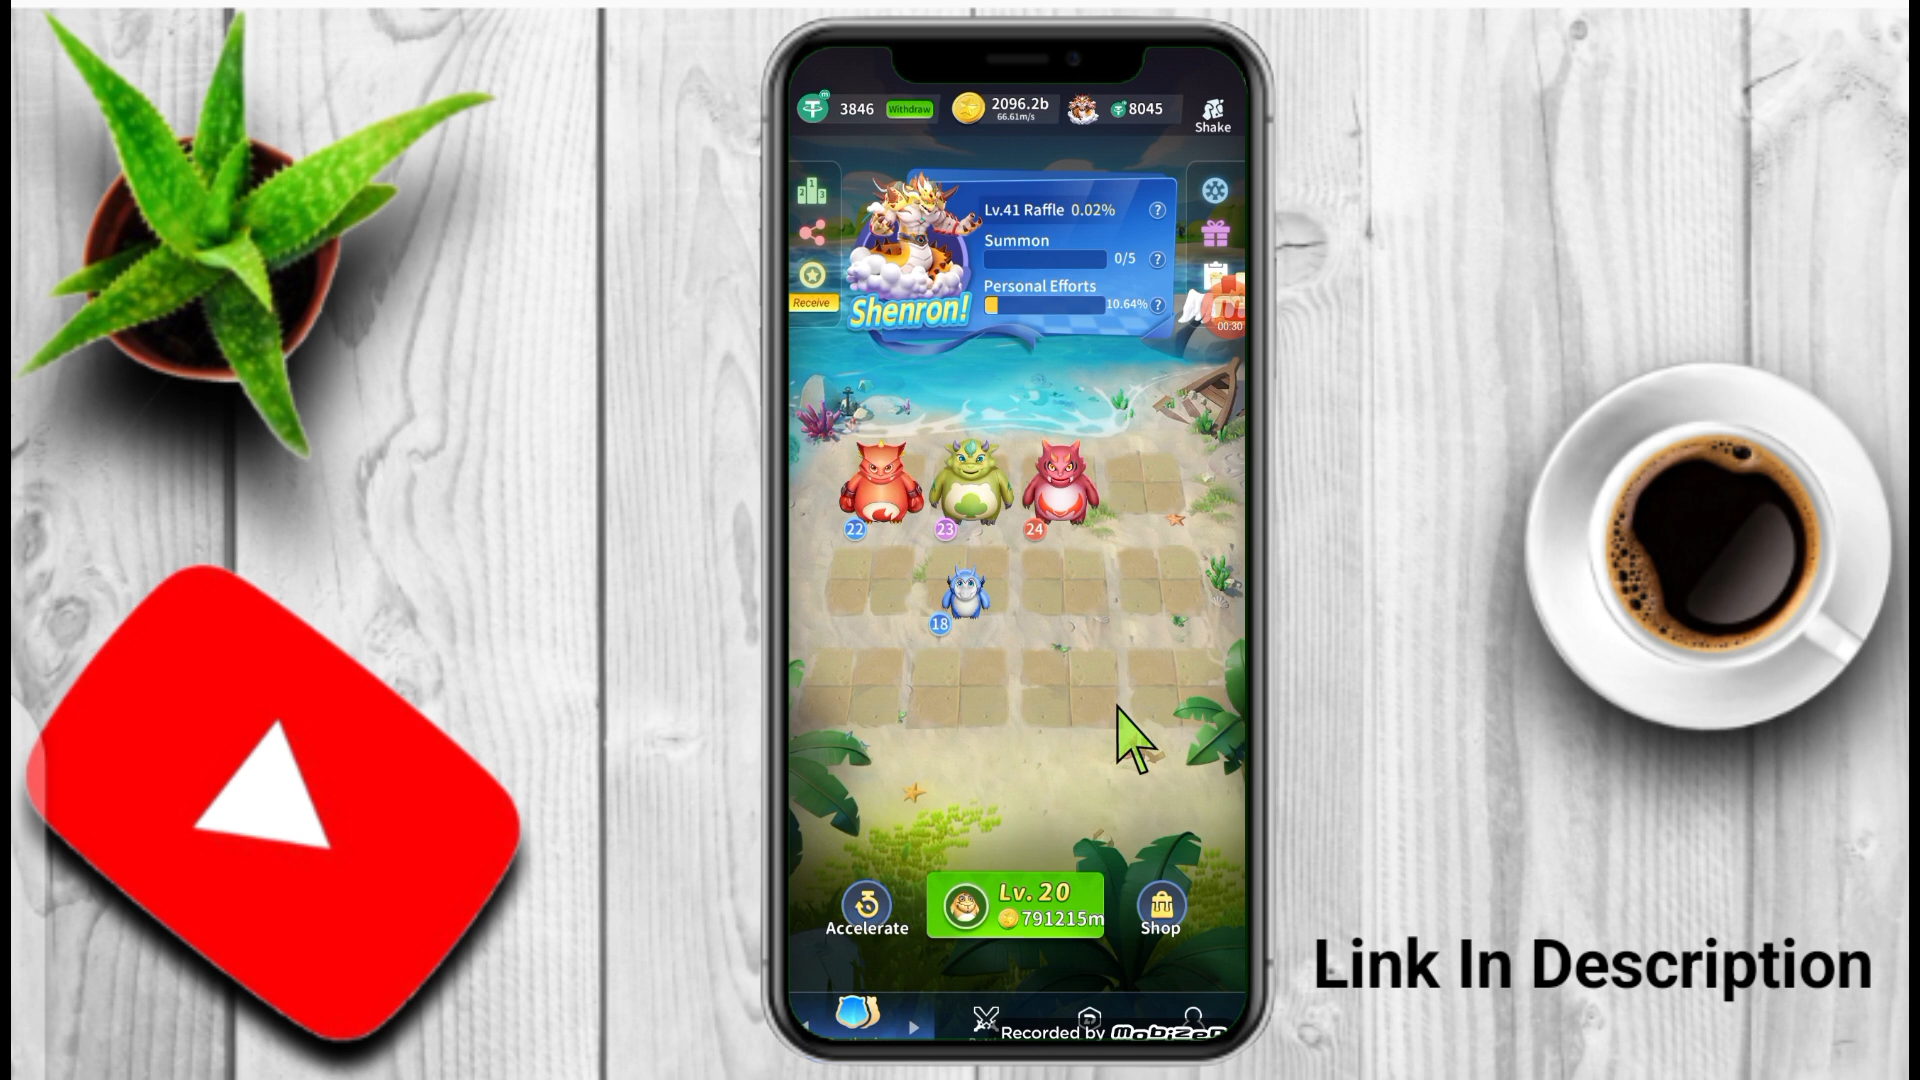 3846
Withdraw
2096.2b
66.61m/s
8045
Shake
Lv.41 Raffle 0.02%
?
Summon
0/5
?
Personal Efforts
10.64%
?
Shenron!
Receive
00:30
22
23
24
18
Lv. 20
791215m
Accelerate
Shop
Recorded by mobizen
Link In Description